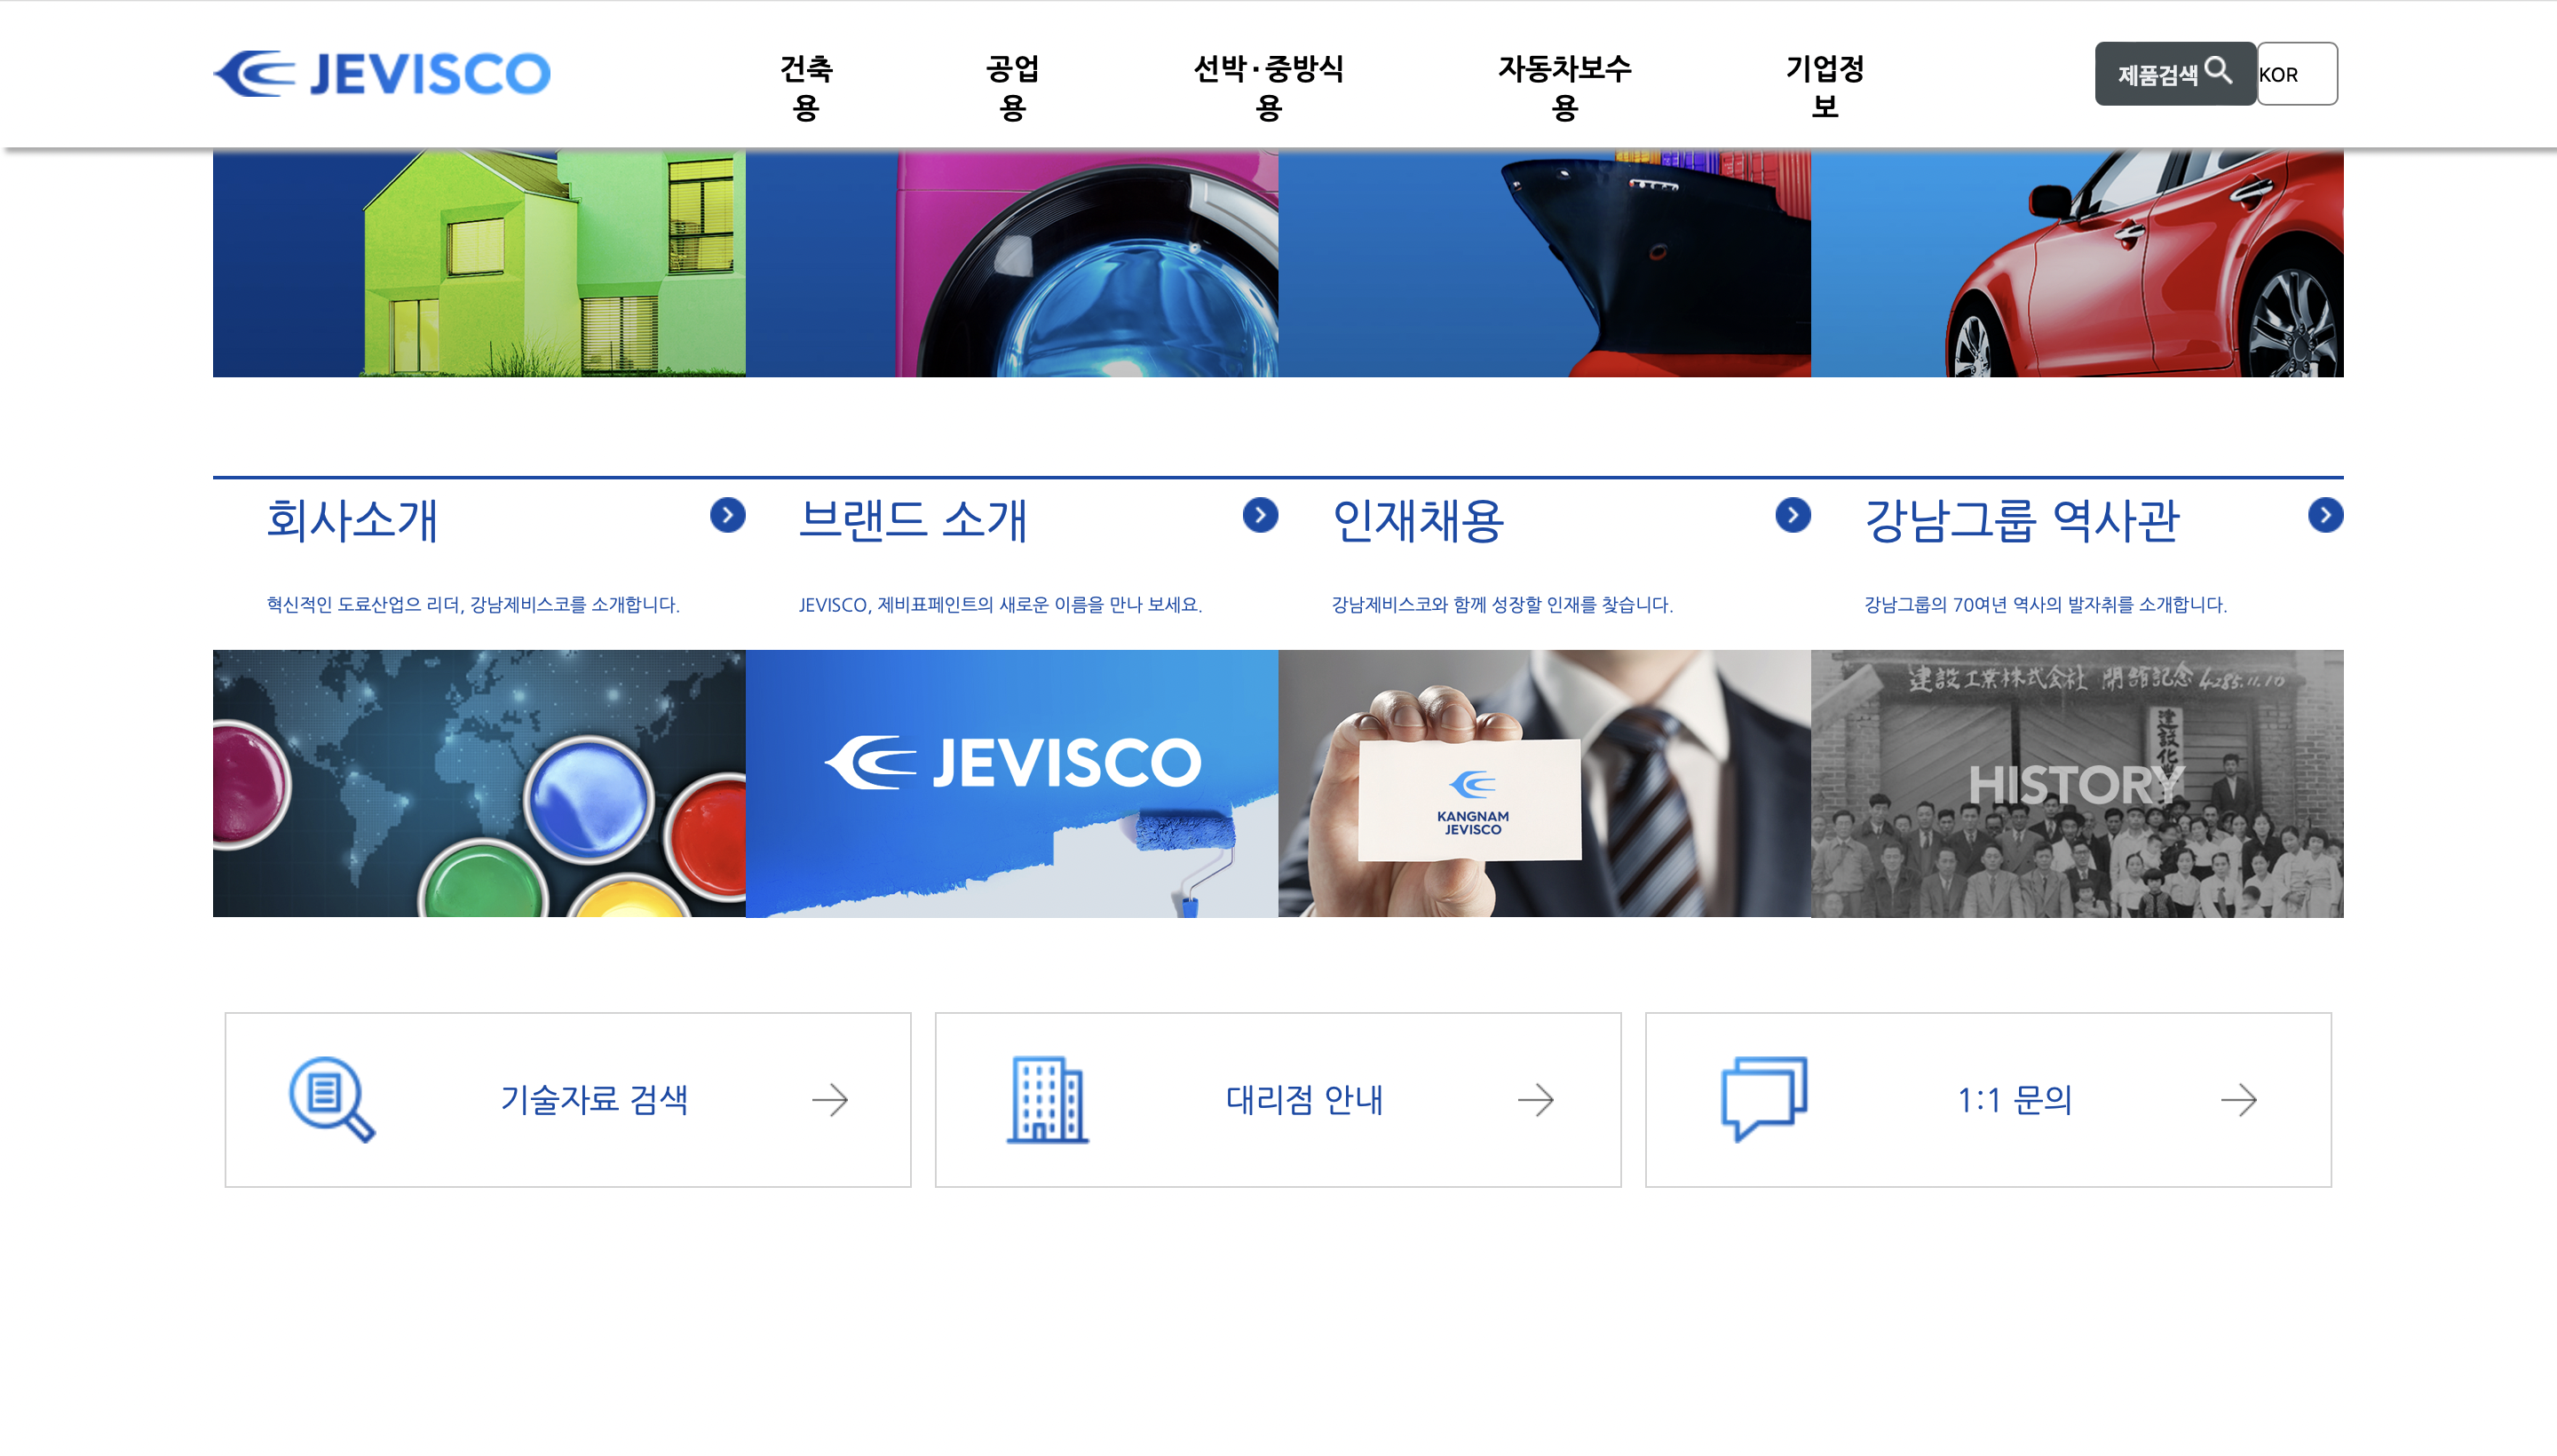 JEVISCO
건축
용
공업
용
선박·중방식
용
자동차보수
용
기업정
보
제품검색
KOR
회사소개
브랜드 소개
인재채용
강남그룹 역사관
혁신적인 도료산업으 리더, 강남제비스코를 소개합니다.
JEVISCO, 제비표페인트의 새로운 이름을 만나 보세요.
강남제비스코와 함께 성장할 인재를 찾습니다.
강남그룹의 70여년 역사의 발자취를 소개합니다.
JEVISCO
KANGNAM
JEVISCO
建設工業株式会社 開館記念 4285.11.10
建設化
HISTORY
기술자료 검색
대리점 안내
1:1 문의